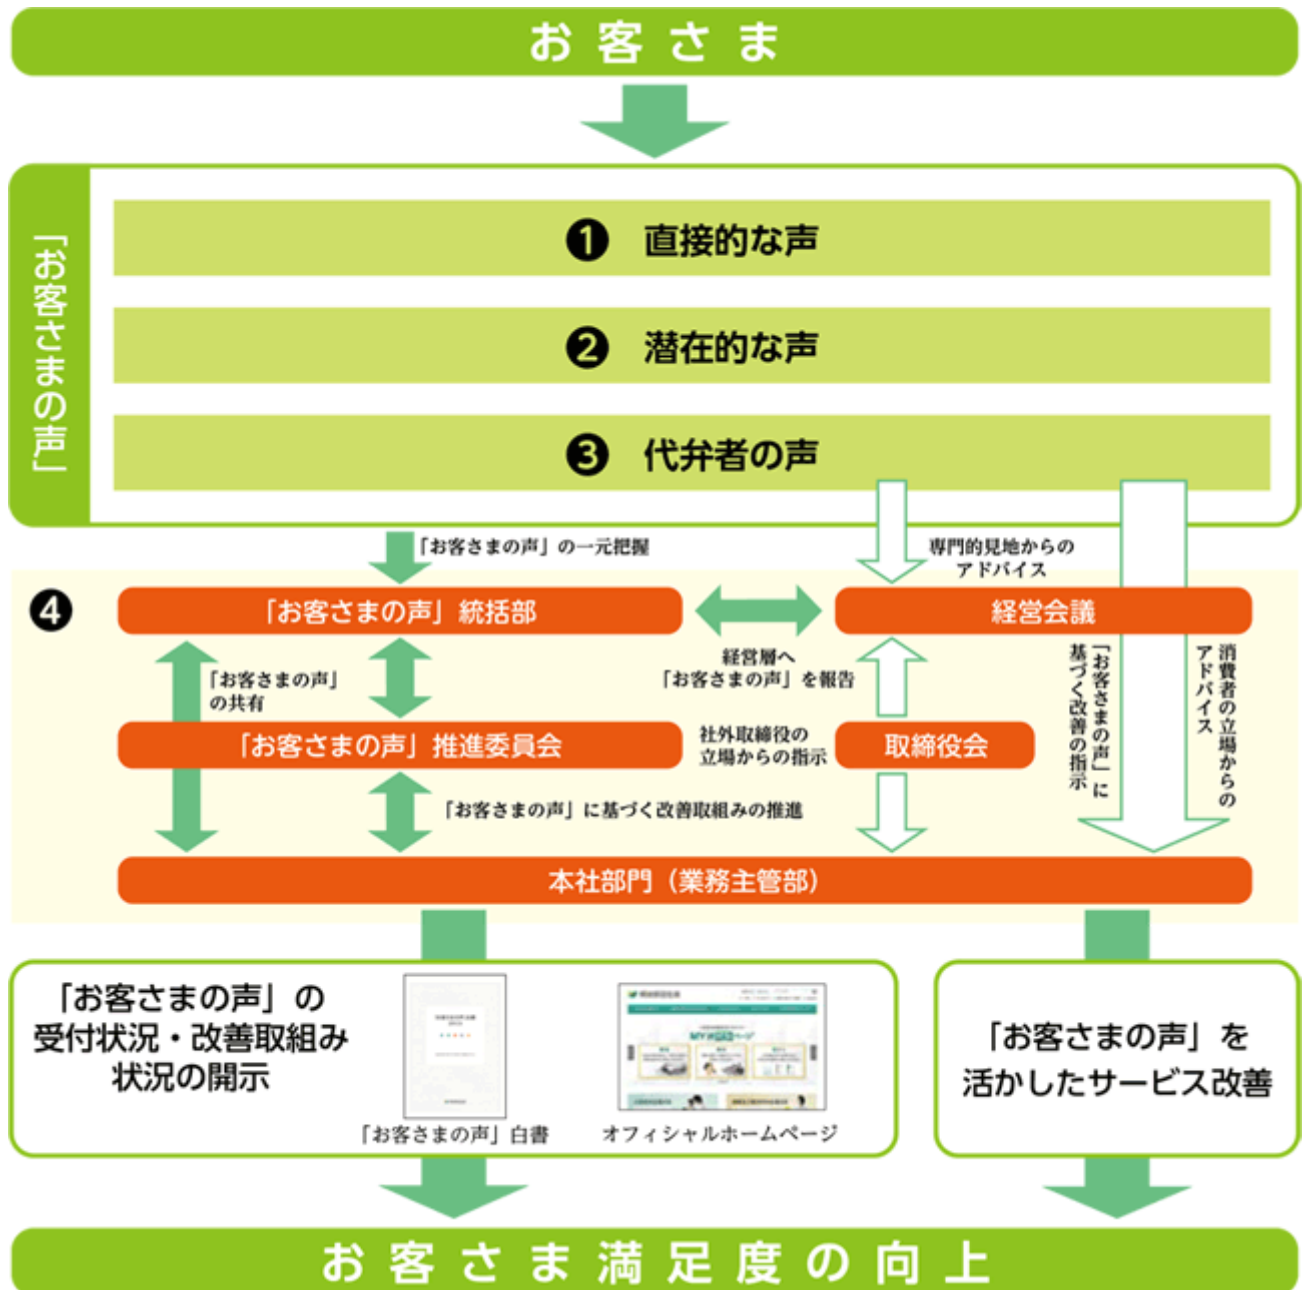 お客さま
「お客さまの声」
❶ 直接的な声
❷ 潜在的な声
❸ 代弁者の声
「お客さまの声」の一元把握
専門的見地からの
アドバイス
❹
「お客さまの声」統括部
経営会議
「お客さまの声」
の共有
経営層へ
「お客さまの声」を報告
「お客さまの声」に
基づく改善の指示
消費者の立場からの
アドバイス
「お客さまの声」推進委員会
社外取締役の
立場からの指示
取締役会
「お客さまの声」に基づく改善取組みの推進
本社部門（業務主管部）
「お客さまの声」の
受付状況・改善取組み
状況の開示
「お客さまの声」白書
オフィシャルホームページ
「お客さまの声」を
活かしたサービス改善
お客さま満足度の向上